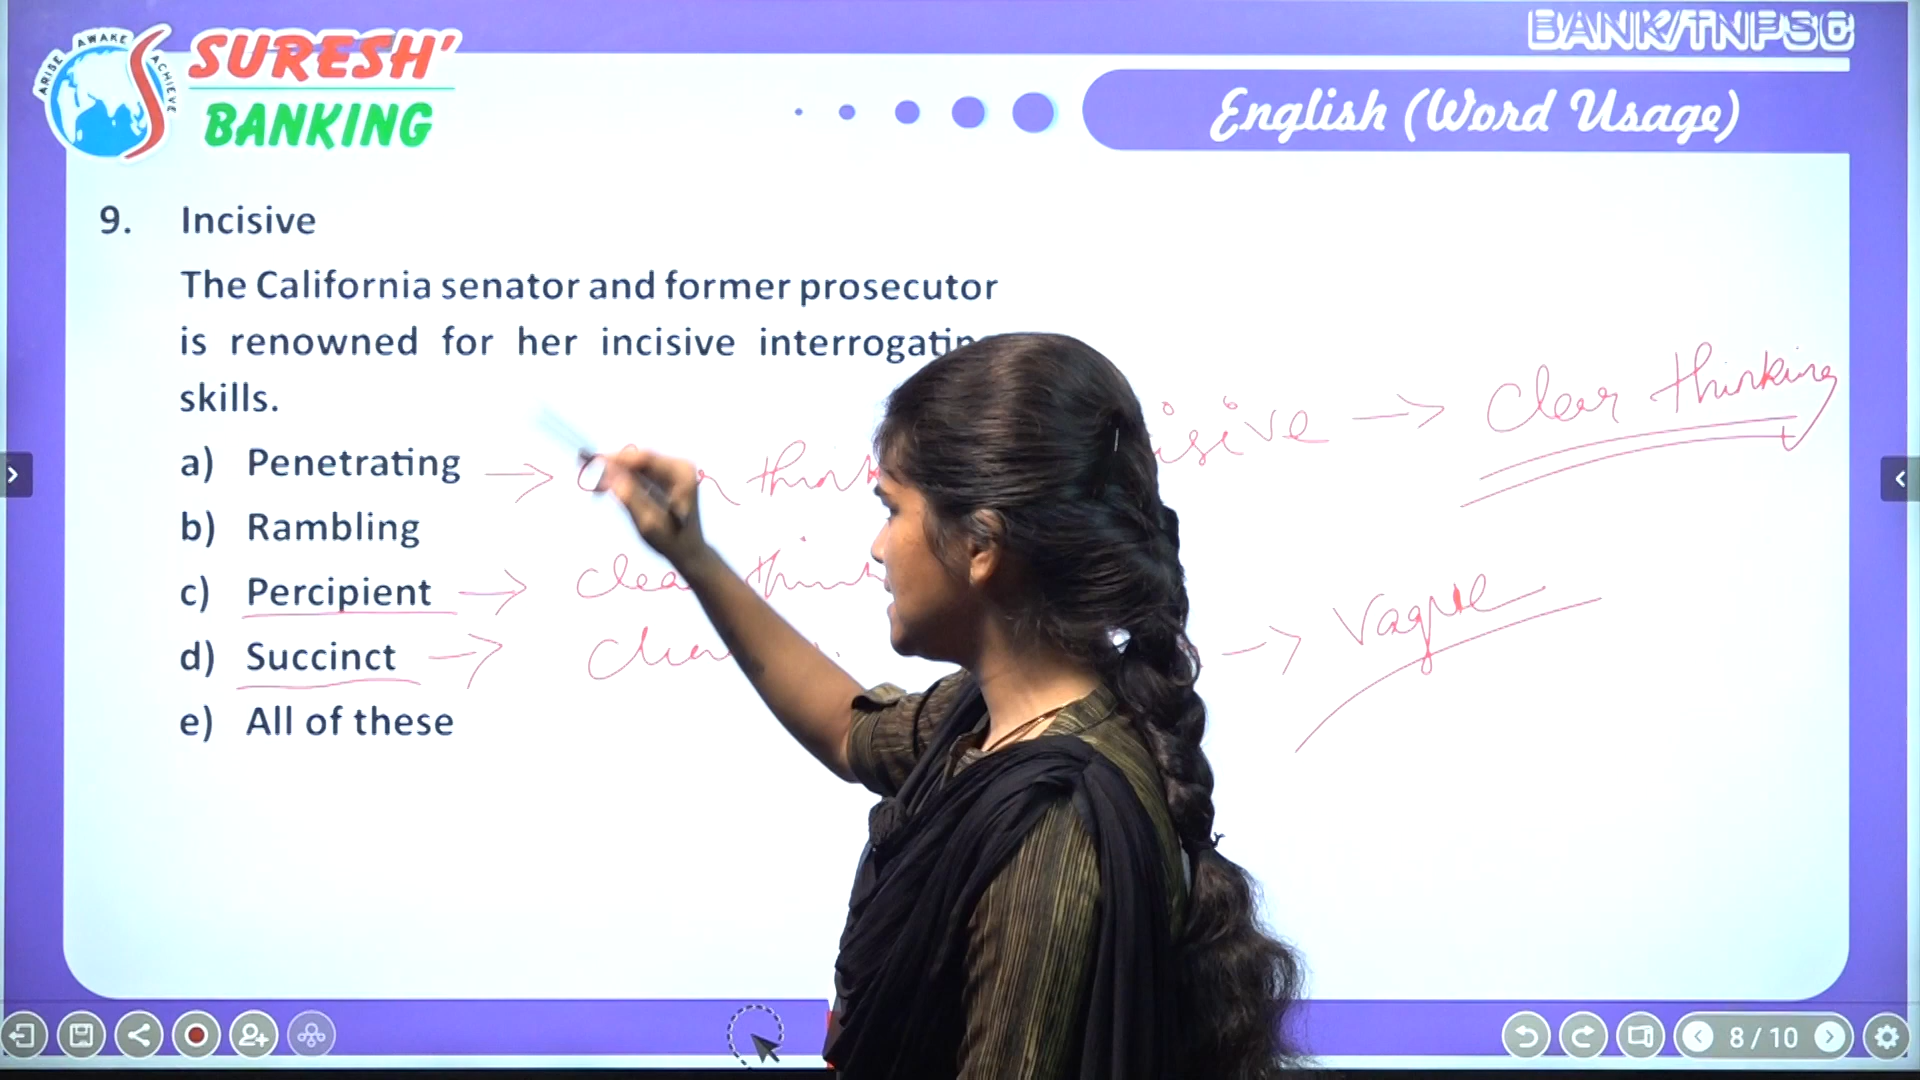 ARISE AWAKE ACHIEVE
SURESH'
BANKING
BANK/TNPSC
English (Word Usage)
9. Incisive
The California senator and former prosecutor
is renowned for her incisive
skills.
a) Penetrating →
b) Rambling
c) Percipient →
d) Succinct →
e) All of these
→ clear thinking
→ vague
8 / 10